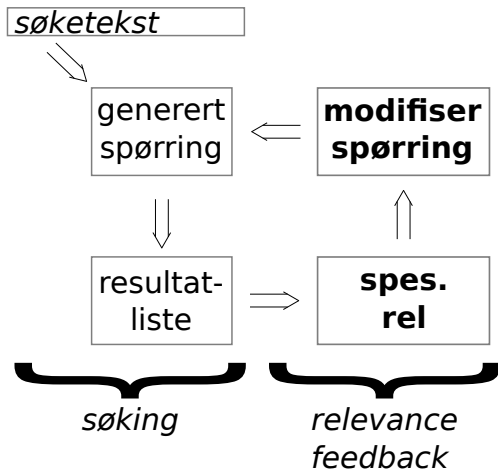 søketekst
generert
spørring
modifiser
spørring
resultat-
liste
spes.
rel
søking
relevance
feedback